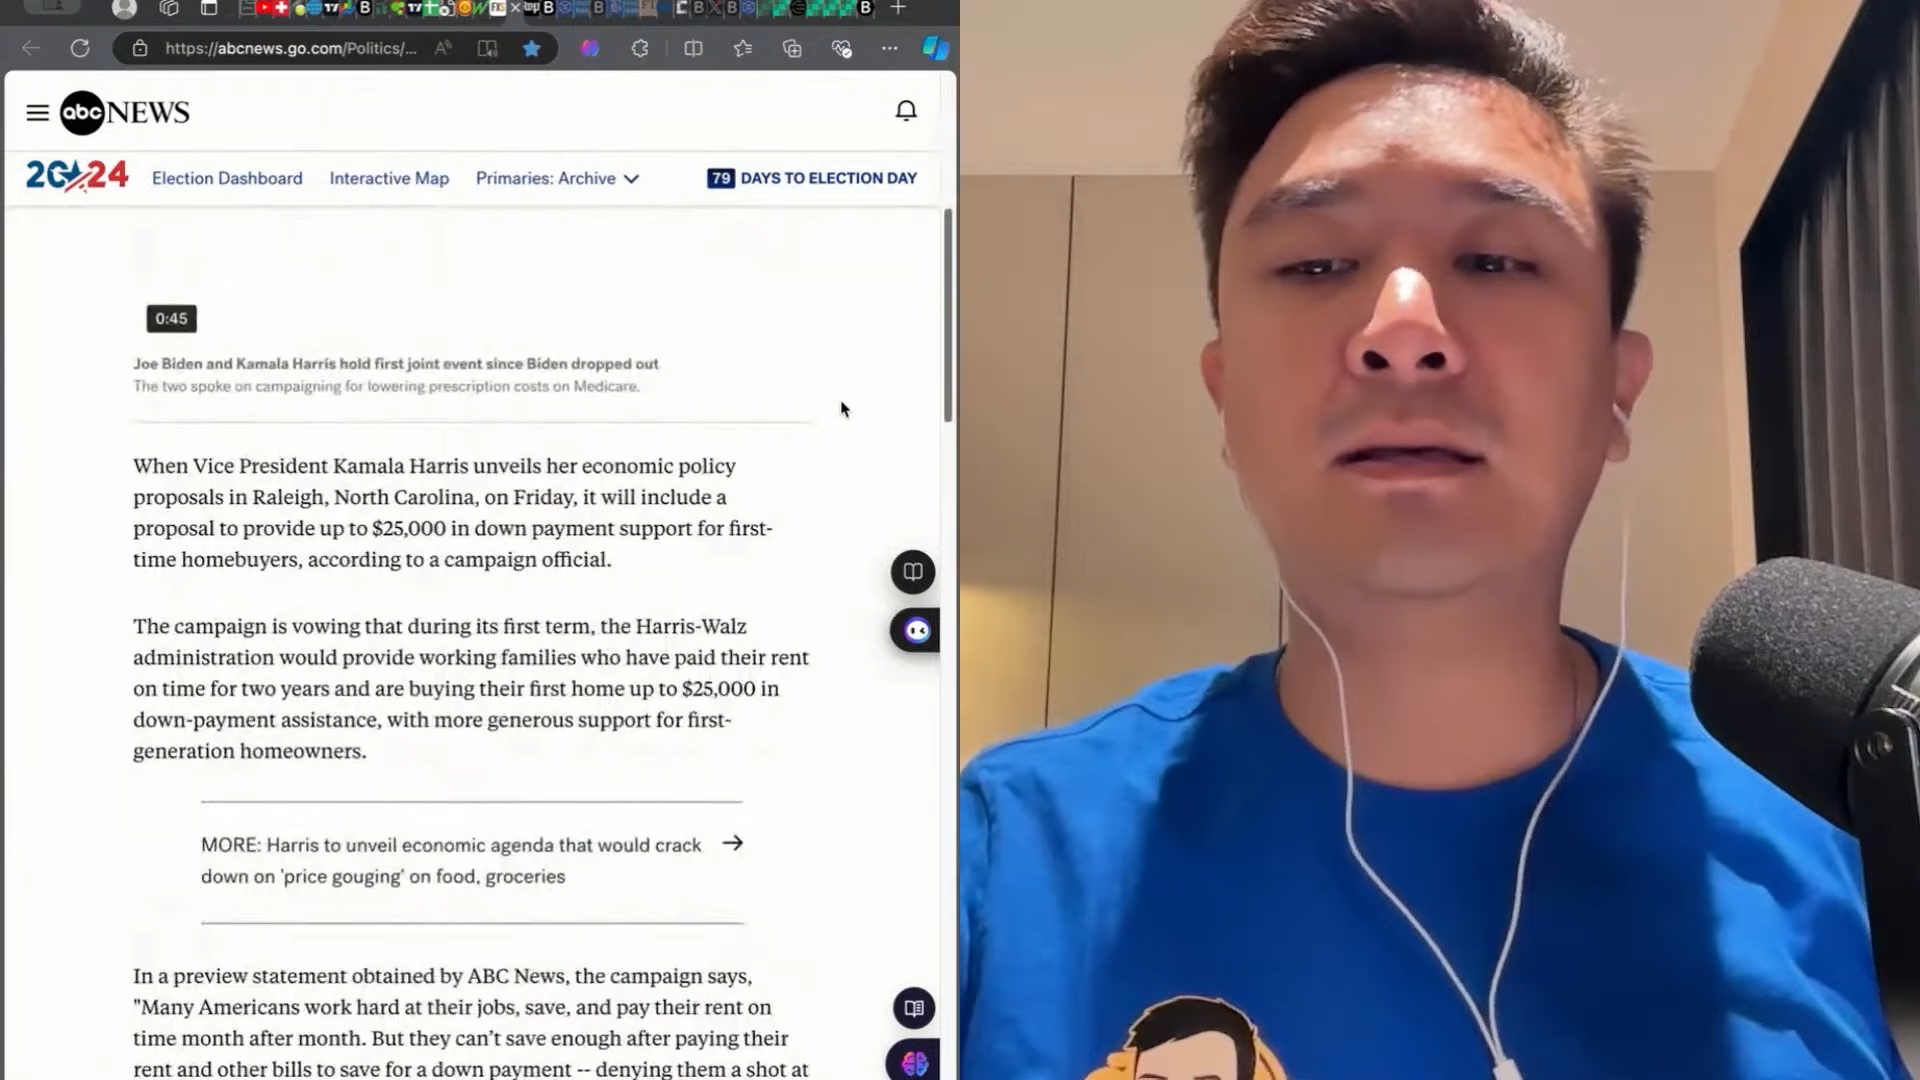 https://abcnews.go.com/Politics/...
abc NEWS
2024
Election Dashboard
Interactive Map
Primaries: Archive
79 DAYS TO ELECTION DAY
0:45
Joe Biden and Kamala Harris hold first joint event since Biden dropped out
The two spoke on campaigning for lowering prescription costs on Medicare.
When Vice President Kamala Harris unveils her economic policy
proposals in Raleigh, North Carolina, on Friday, it will include a
proposal to provide up to $25,000 in down payment support for first-
time homebuyers, according to a campaign official.
The campaign is vowing that during its first term, the Harris-Walz
administration would provide working families who have paid their rent
on time for two years and are buying their first home up to $25,000 in
down-payment assistance, with more generous support for first-
generation homeowners.
MORE: Harris to unveil economic agenda that would crack
down on 'price gouging' on food, groceries
In a preview statement obtained by ABC News, the campaign says,
"Many Americans work hard at their jobs, save, and pay their rent on
time month after month. But they can't save enough after paying their
rent and other bills to save for a down payment -- denying them a shot at